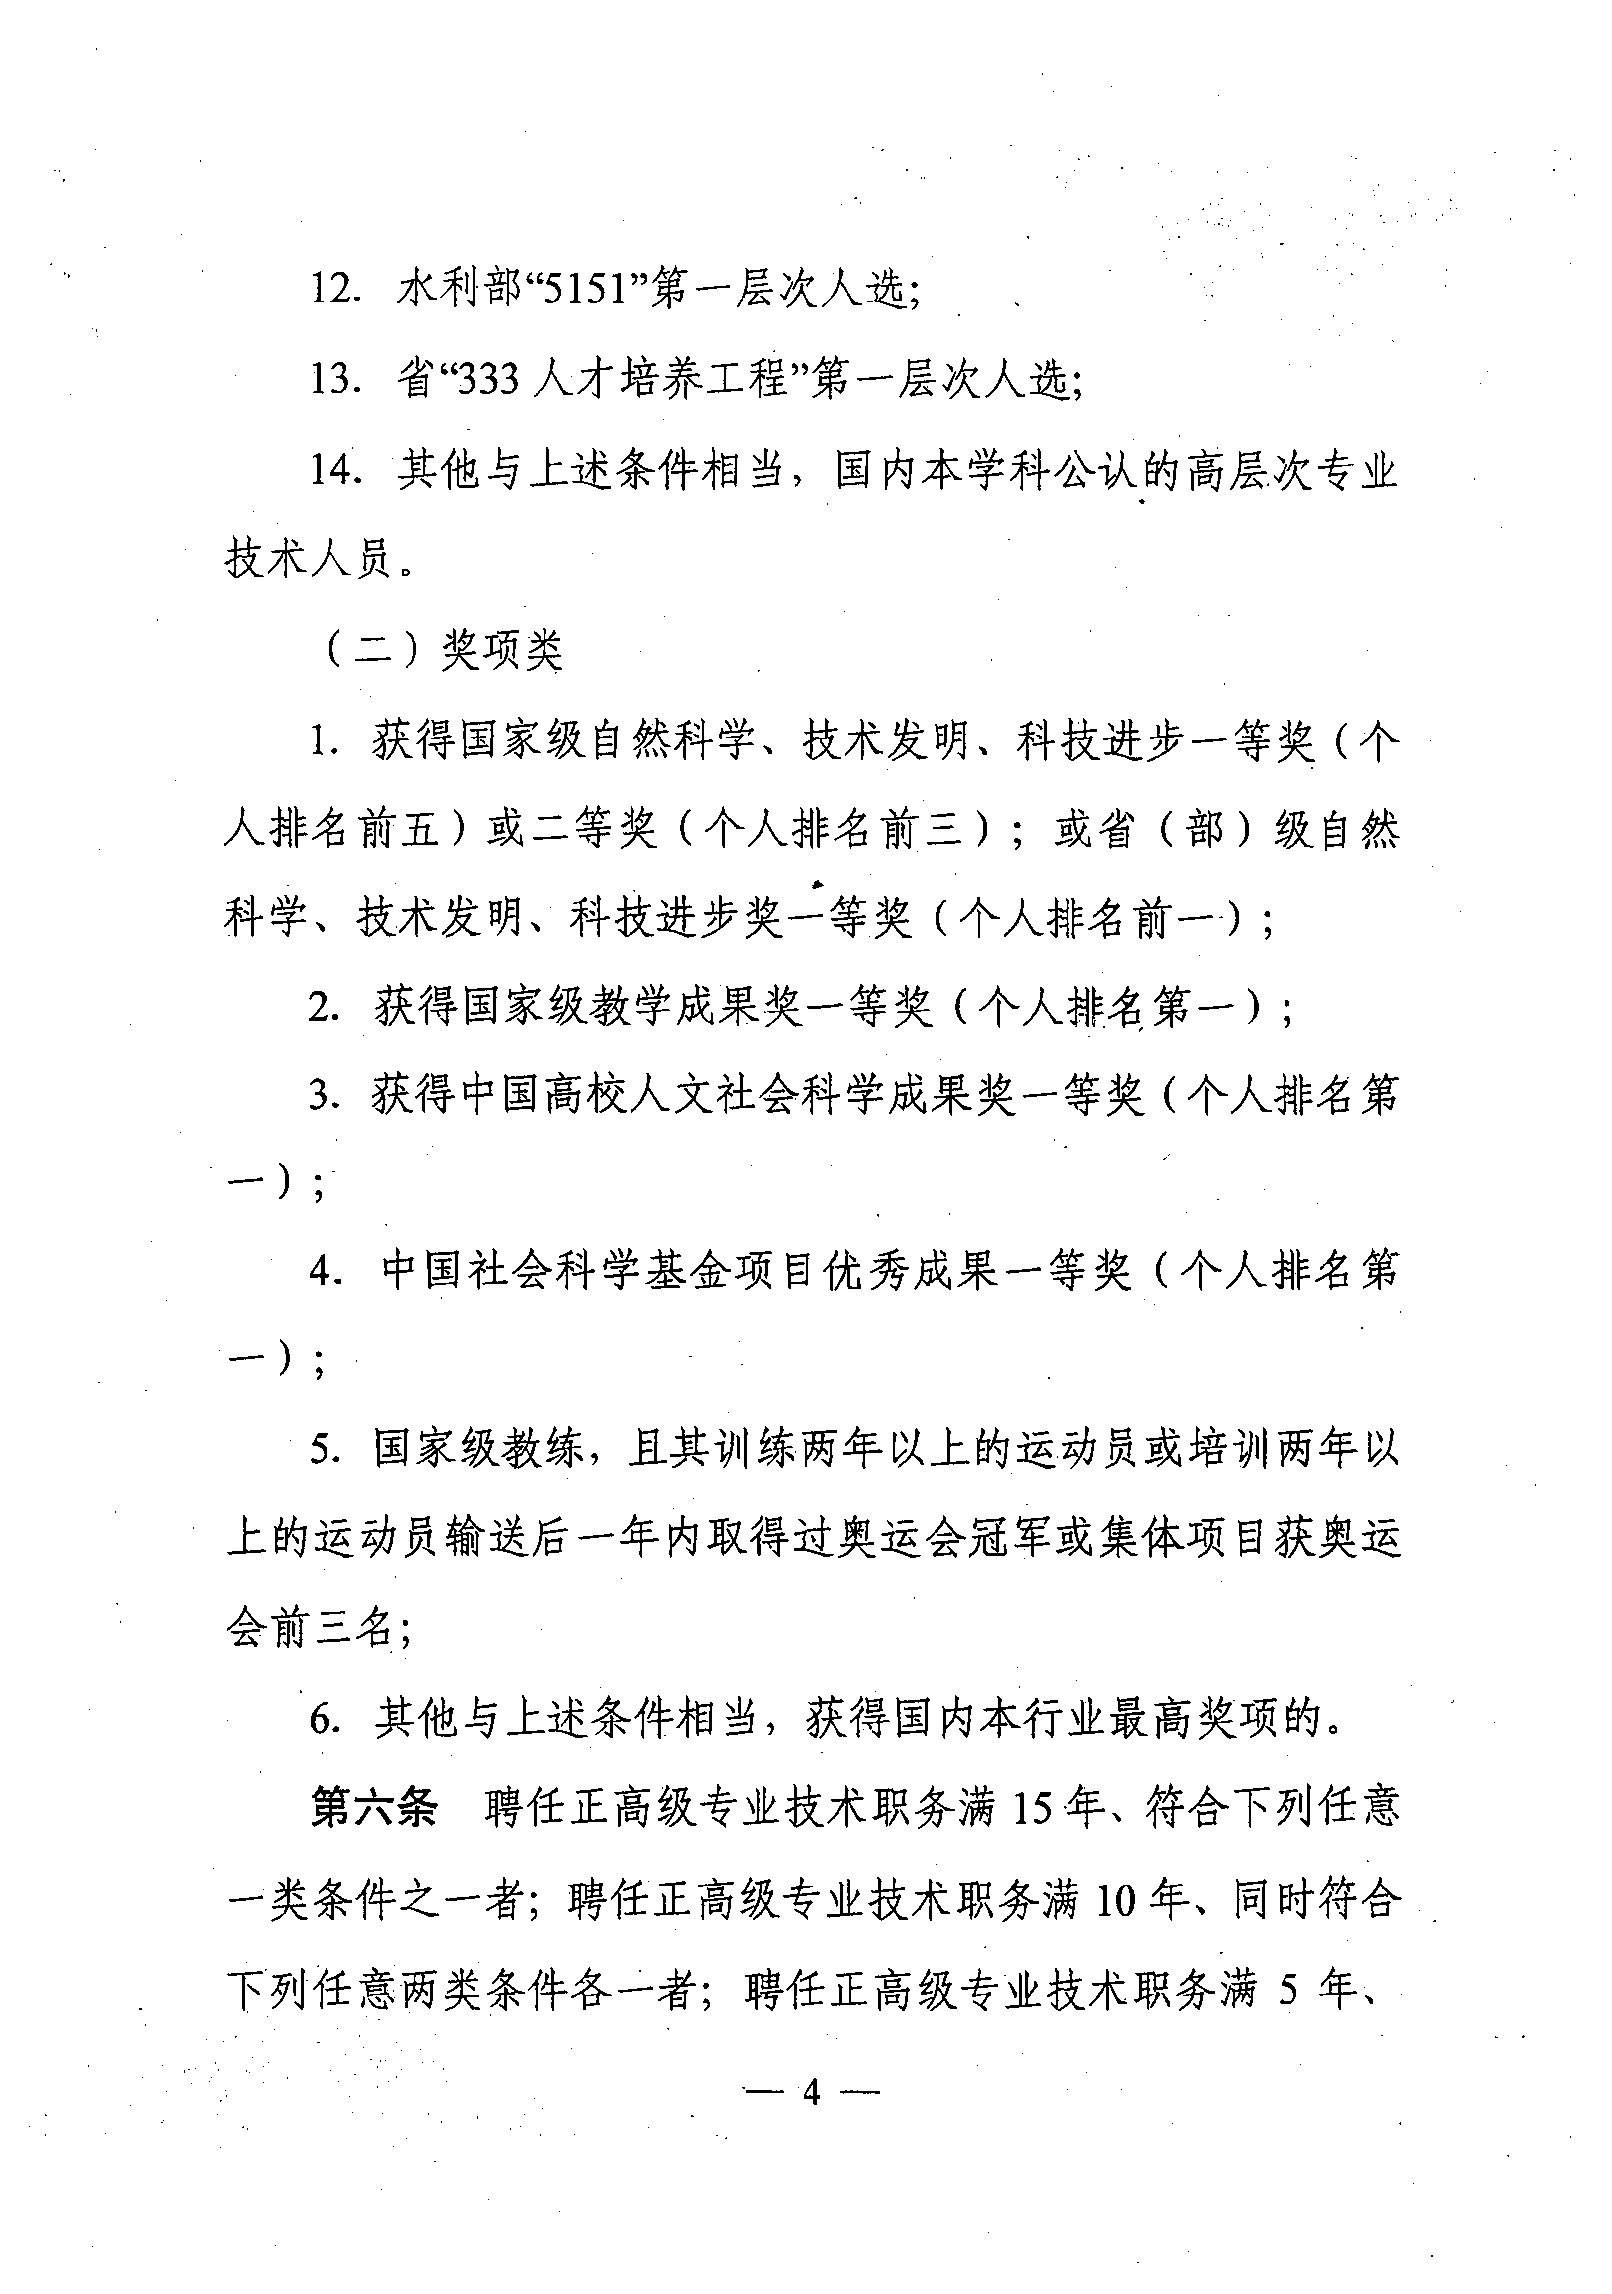 12. 水利部“5151”第一层次人选;
13. 省“333 人才培养工程”第一层次人选;
14. 其他与上述条件相当，国内本学科公认的高层次专业
技术人员。
（二）奖项类
1. 获得国家级自然科学、技术发明、科技进步一等奖（个
人排名前五）或二等奖（个人排名前三）；或省（部）级自然
科学、技术发明、科技进步奖一等奖（个人排名前一）；
2. 获得国家级教学成果奖一等奖（个人排名第一）；
3. 获得中国高校人文社会科学成果奖一等奖（个人排名第
一）；
4. 中国社会科学基金项目优秀成果一等奖（个人排名第
一）；
5. 国家级教练，且其训练两年以上的运动员或培训两年以
上的运动员输送后一年内取得过奥运会冠军或集体项目获奥运
会前三名;
6. 其他与上述条件相当，获得国内本行业最高奖项的。
第六条 聘任正高级专业技术职务满 15 年、符合下列任意
一类条件之一者；聘任正高级专业技术职务满 10 年、同时符合
下列任意两类条件各一者；聘任正高级专业技术职务满 5 年、
— 4 —